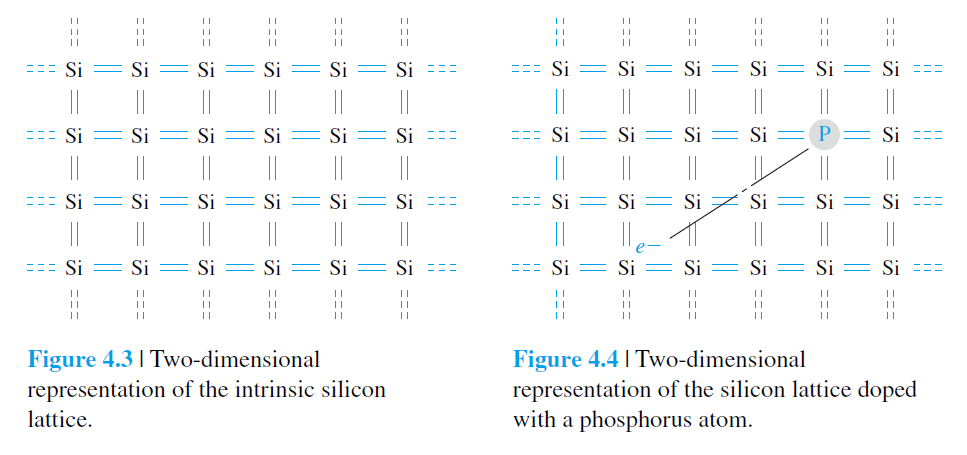 Si Si Si Si Si Si
Si Si Si Si Si Si
Si Si Si Si Si Si
Si Si Si Si Si Si
Figure 4.3 | Two-dimensional
representation of the intrinsic silicon
lattice.
Si Si Si Si Si Si
Si Si Si Si P Si
Si Si Si Si Si Si
e−
Si Si Si Si Si Si
Figure 4.4 | Two-dimensional
representation of the silicon lattice doped
with a phosphorus atom.